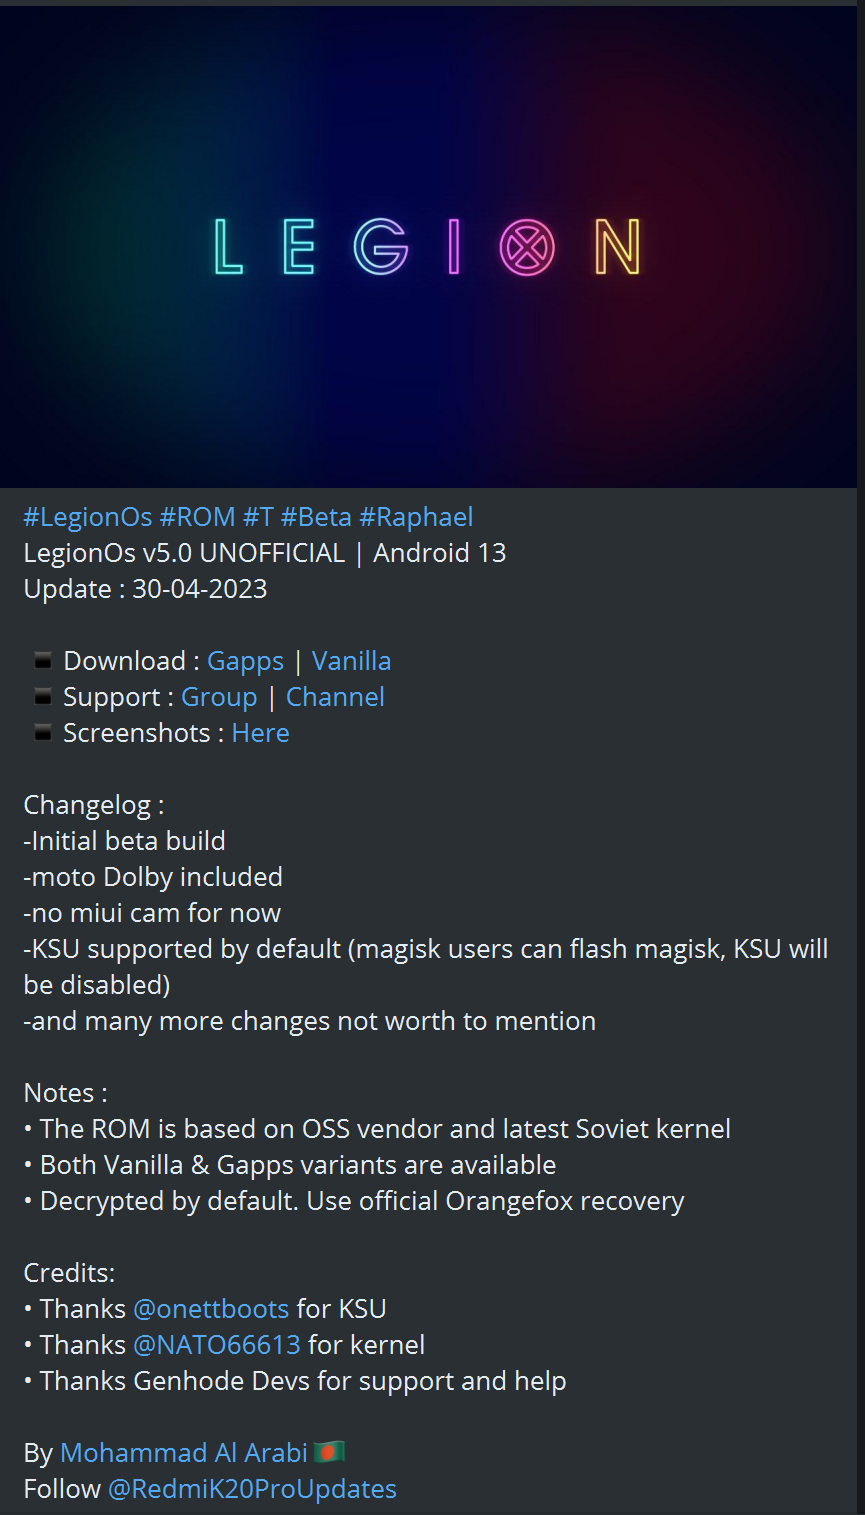 LEGION
#LegionOs #ROM #T #Beta #Raphael
LegionOs v5.0 UNOFFICIAL | Android 13
Update : 30-04-2023
▪️ Download : Gapps | Vanilla
▪️ Support : Group | Channel
▪️ Screenshots : Here
Changelog :
-Initial beta build
-moto Dolby included
-no miui cam for now
-KSU supported by default (magisk users can flash magisk, KSU will
be disabled)
-and many more changes not worth to mention
Notes :
• The ROM is based on OSS vendor and latest Soviet kernel
• Both Vanilla & Gapps variants are available
• Decrypted by default. Use official Orangefox recovery
Credits:
• Thanks @onettboots for KSU
• Thanks @NATO66613 for kernel
• Thanks Genhode Devs for support and help
By Mohammad Al Arabi 🇧🇩
Follow @RedmiK20ProUpdates